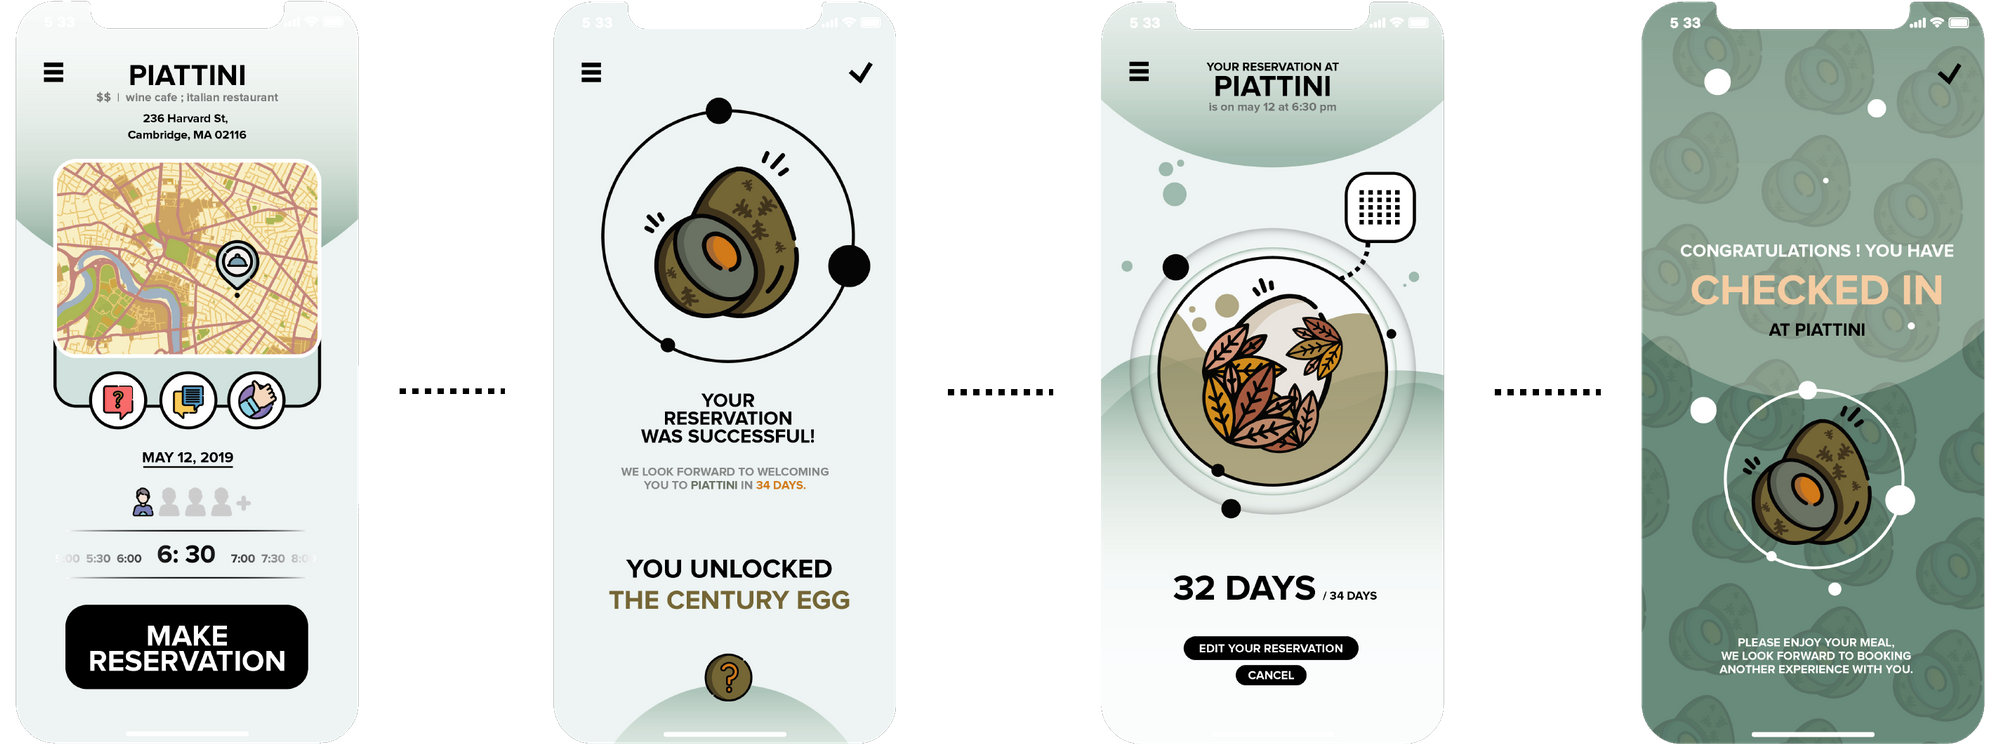 5 33
PIATTINI
$$ | wine cafe ; italian restaurant
236 Harvard St,
Cambridge, MA 02116
?
MAY 12, 2019
:00 5:30 6:00 6: 30 7:00 7:30 8:0
MAKE
RESERVATION
5 33
YOUR
RESERVATION
WAS SUCCESSFUL!
WE LOOK FORWARD TO WELCOMING
YOU TO PIATTINI IN 34 DAYS.
YOU UNLOCKED
THE CENTURY EGG
?
5 33
YOUR RESERVATION AT
PIATTINI
is on may 12 at 6:30 pm
32 DAYS / 34 DAYS
EDIT YOUR RESERVATION
CANCEL
5 33
CONGRATULATIONS ! YOU HAVE
CHECKED IN
AT PIATTINI
PLEASE ENJOY YOUR MEAL,
WE LOOK FORWARD TO BOOKING
ANOTHER EXPERIENCE WITH YOU.